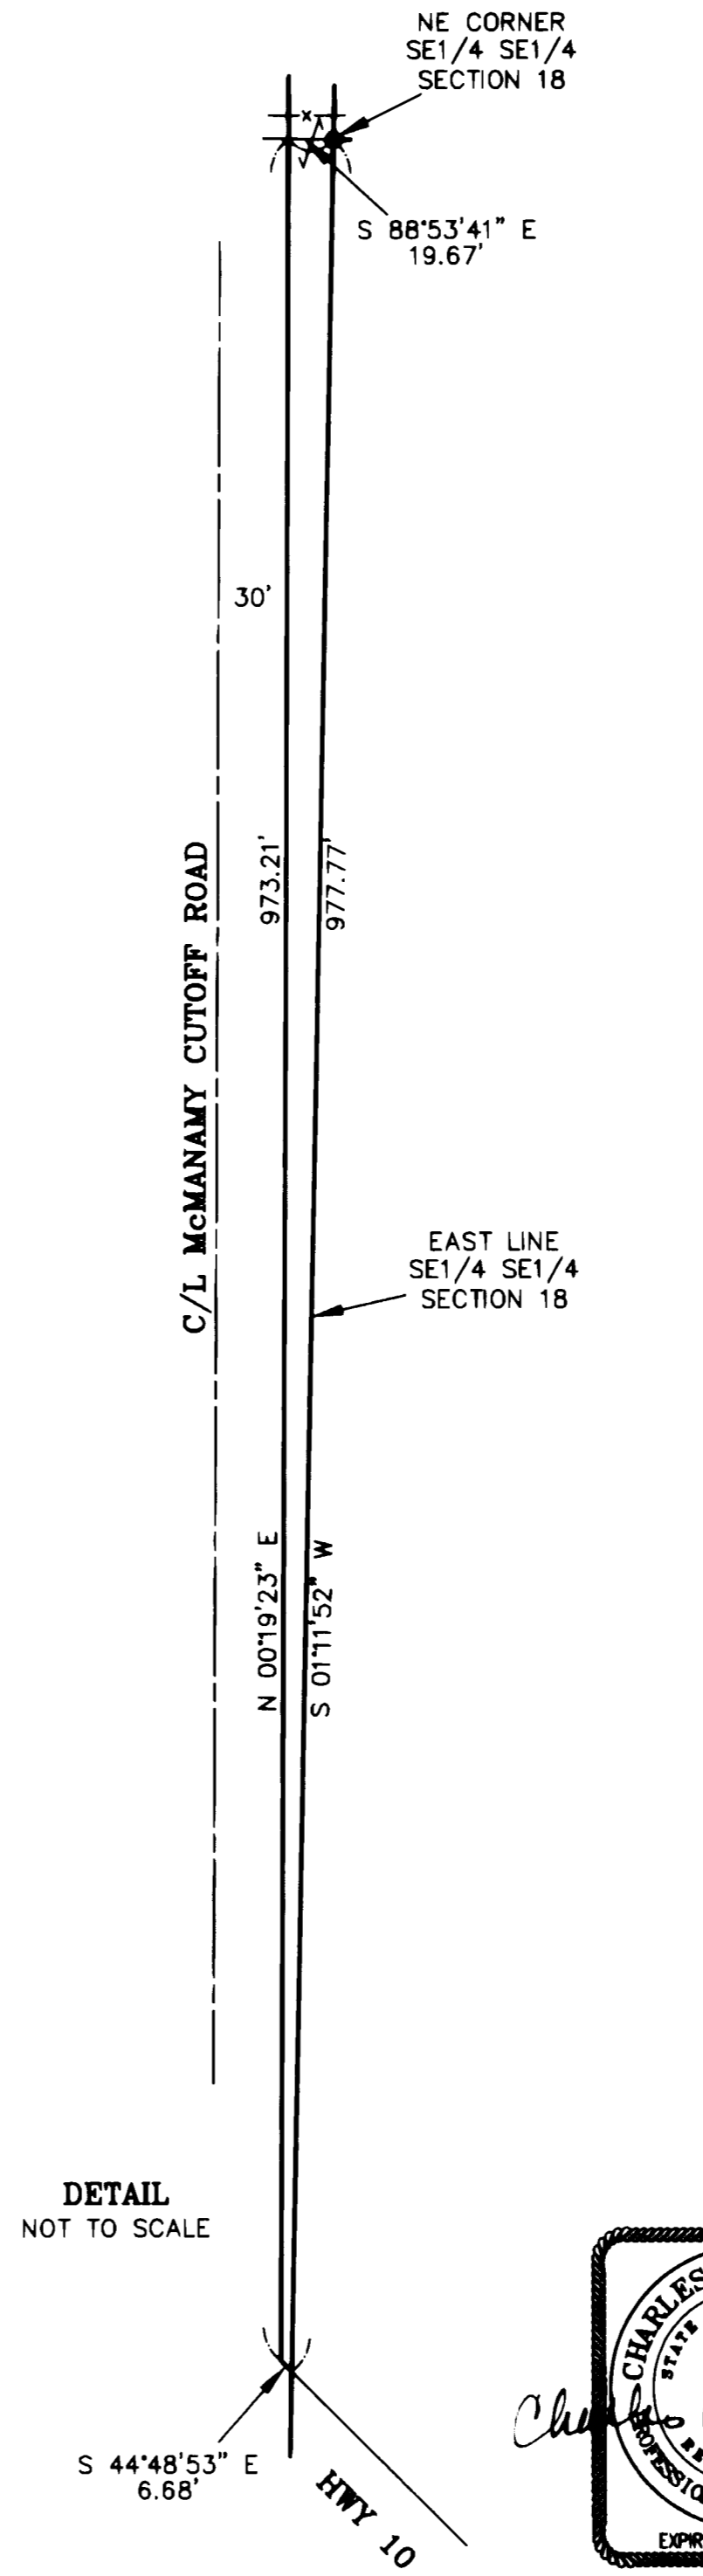 NE CORNER
SE1/4 SE1/4
SECTION 18
x
S 88°53'41" E
19.67'
30'
973.21'
977.77'
C/L McMANAMY CUTOFF ROAD
EAST LINE
SE1/4 SE1/4
SECTION 18
N 00°19'23" E
S 01°11'52" W
DETAIL
NOT TO SCALE
S 44°48'53" E
6.68'
HWY 10
CHARLES
STATE